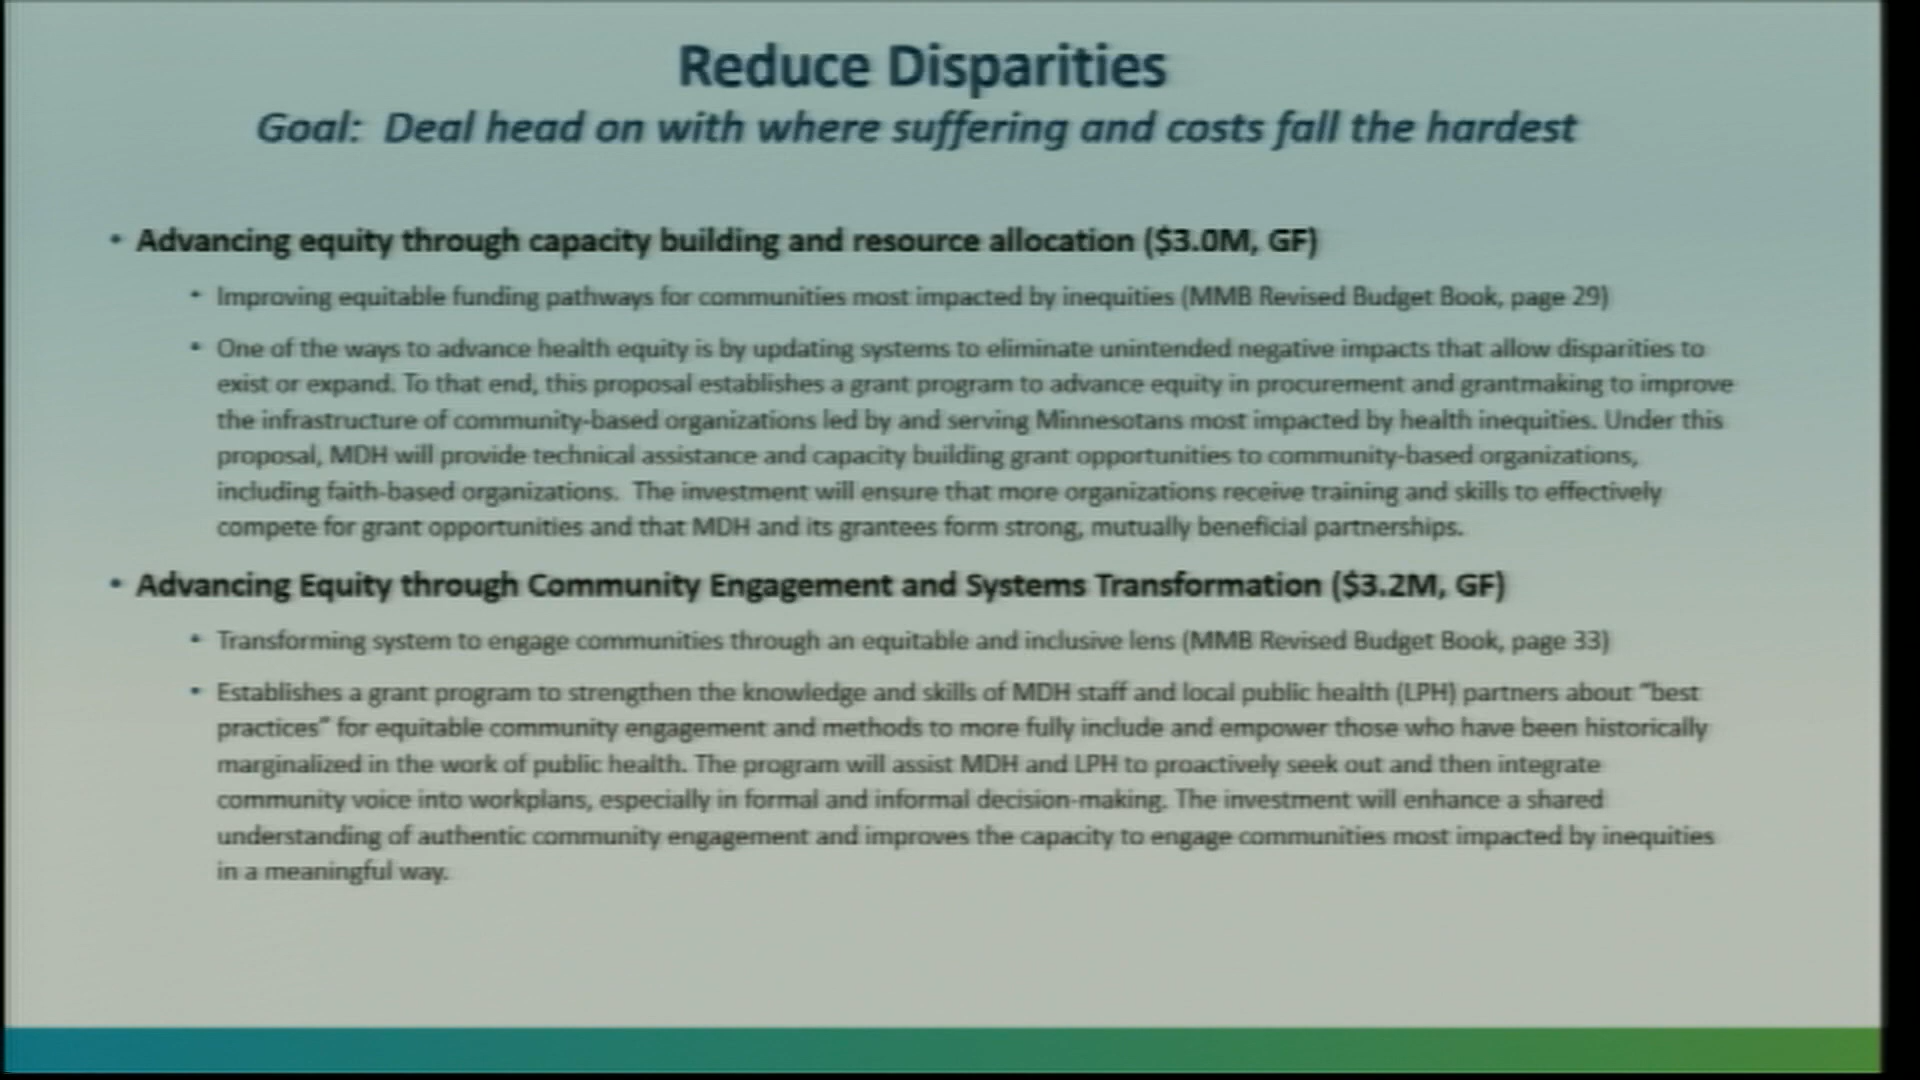 Reduce Disparities
Goal:  Deal head on with where suffering and costs fall the hardest
• Advancing equity through capacity building and resource allocation ($3.0M, GF)
• Improving equitable funding pathways for communities most impacted by inequities (MMB Revised Budget Book, page 29)
• One of the ways to advance health equity is by updating systems to eliminate unintended negative impacts that allow disparities to
exist or expand. To that end, this proposal establishes a grant program to advance equity in procurement and grantmaking to improve
the infrastructure of community-based organizations led by and serving Minnesotans most impacted by health inequities. Under this
proposal, MDH will provide technical assistance and capacity building grant opportunities to community-based organizations,
including faith-based organizations.  The investment will ensure that more organizations receive training and skills to effectively
compete for grant opportunities and that MDH and its grantees form strong, mutually beneficial partnerships.
• Advancing Equity through Community Engagement and Systems Transformation ($3.2M, GF)
• Transforming system to engage communities through an equitable and inclusive lens (MMB Revised Budget Book, page 33)
• Establishes a grant program to strengthen the knowledge and skills of MDH staff and local public health (LPH) partners about “best
practices” for equitable community engagement and methods to more fully include and empower those who have been historically
marginalized in the work of public health. The program will assist MDH and LPH to proactively seek out and then integrate
community voice into workplans, especially in formal and informal decision-making. The investment will enhance a shared
understanding of authentic community engagement and improves the capacity to engage communities most impacted by inequities
in a meaningful way.